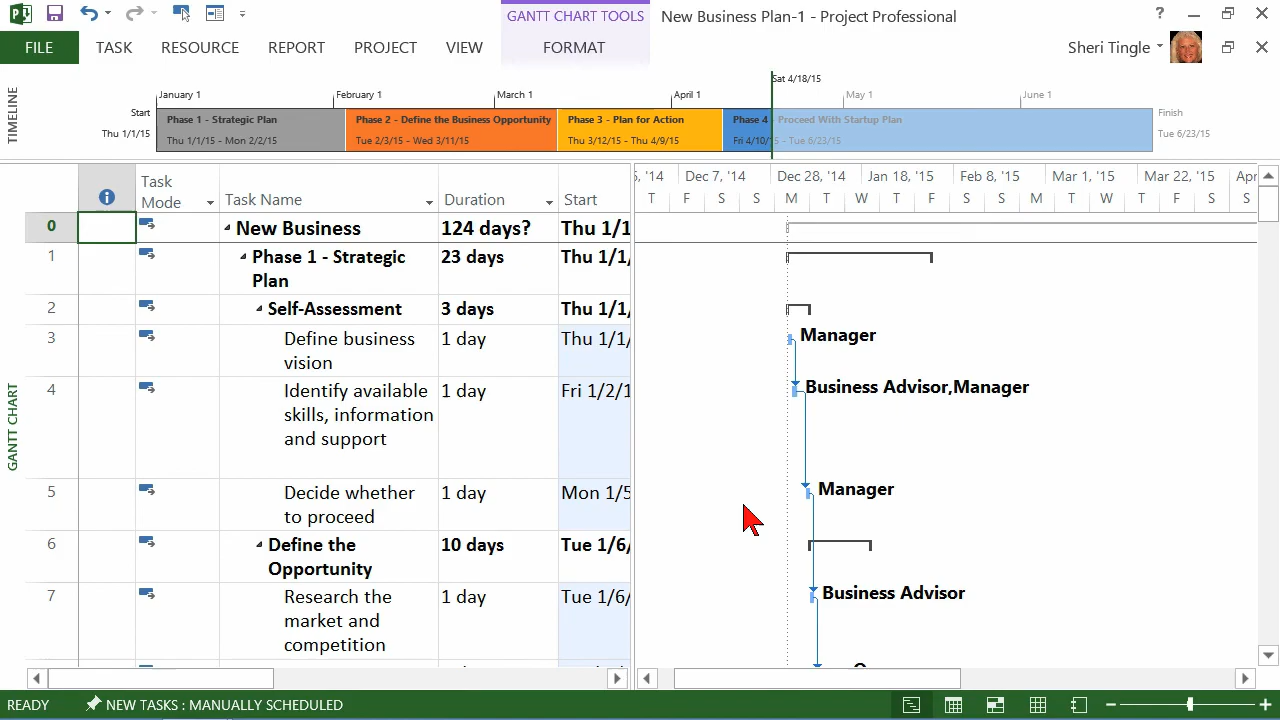 GANTT CHART TOOLS
New Business Plan-1 - Project Professional
?
FILE
TASK
RESOURCE
REPORT
PROJECT
VIEW
FORMAT
Sheri Tingle
TIMELINE
Sat 4/18/15
January 1
February 1
March 1
April 1
May 1
June 1
Start
Thu 1/1/15
Phase 1 - Strategic Plan
Thu 1/1/15 - Mon 2/2/15
Phase 2 - Define the Business Opportunity
Tue 2/3/15 - Wed 3/11/15
Phase 3 - Plan for Action
Thu 3/12/15 - Thu 4/9/15
Phase 4 - Proceed With Startup Plan
Fri 4/10/15 - Tue 6/23/15
Finish
Tue 6/23/15
GANTT CHART
Task
Mode
Task Name
Duration
Start
5, '14
Dec 7, '14
Dec 28, '14
Jan 18, '15
Feb 8, '15
Mar 1, '15
Mar 22, '15
Apr
T F S S M T W T F S S M T W T F S S
0
New Business
124 days?
Thu 1/1
1
Phase 1 - Strategic
Plan
23 days
Thu 1/1/
2
Self-Assessment
3 days
Thu 1/1/
3
Define business
vision
1 day
Thu 1/1/
Manager
4
Identify available
skills, information
and support
1 day
Fri 1/2/1
Business Advisor,Manager
5
Decide whether
to proceed
1 day
Mon 1/5
Manager
6
Define the
Opportunity
10 days
Tue 1/6/
7
Research the
market and
competition
1 day
Tue 1/6/
Business Advisor
READY
NEW TASKS : MANUALLY SCHEDULED